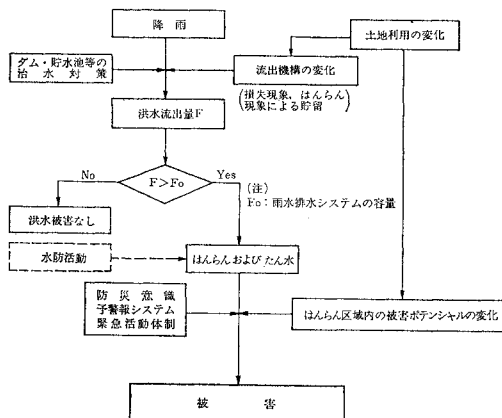 降雨
土地利用の変化
ダム・貯水池等の
治水対策
流出機構の変化
(損失現象，はんらん
現象による貯留)
洪水流出量F
No
F>Fo
Yes
(注)
Fo：雨水排水システムの容量
洪水被害なし
水防活動
はんらんおよびたん水
防災意識
予警報システム
緊急活動体制
はんらん区域内の被害ポテンシャルの変化
被害